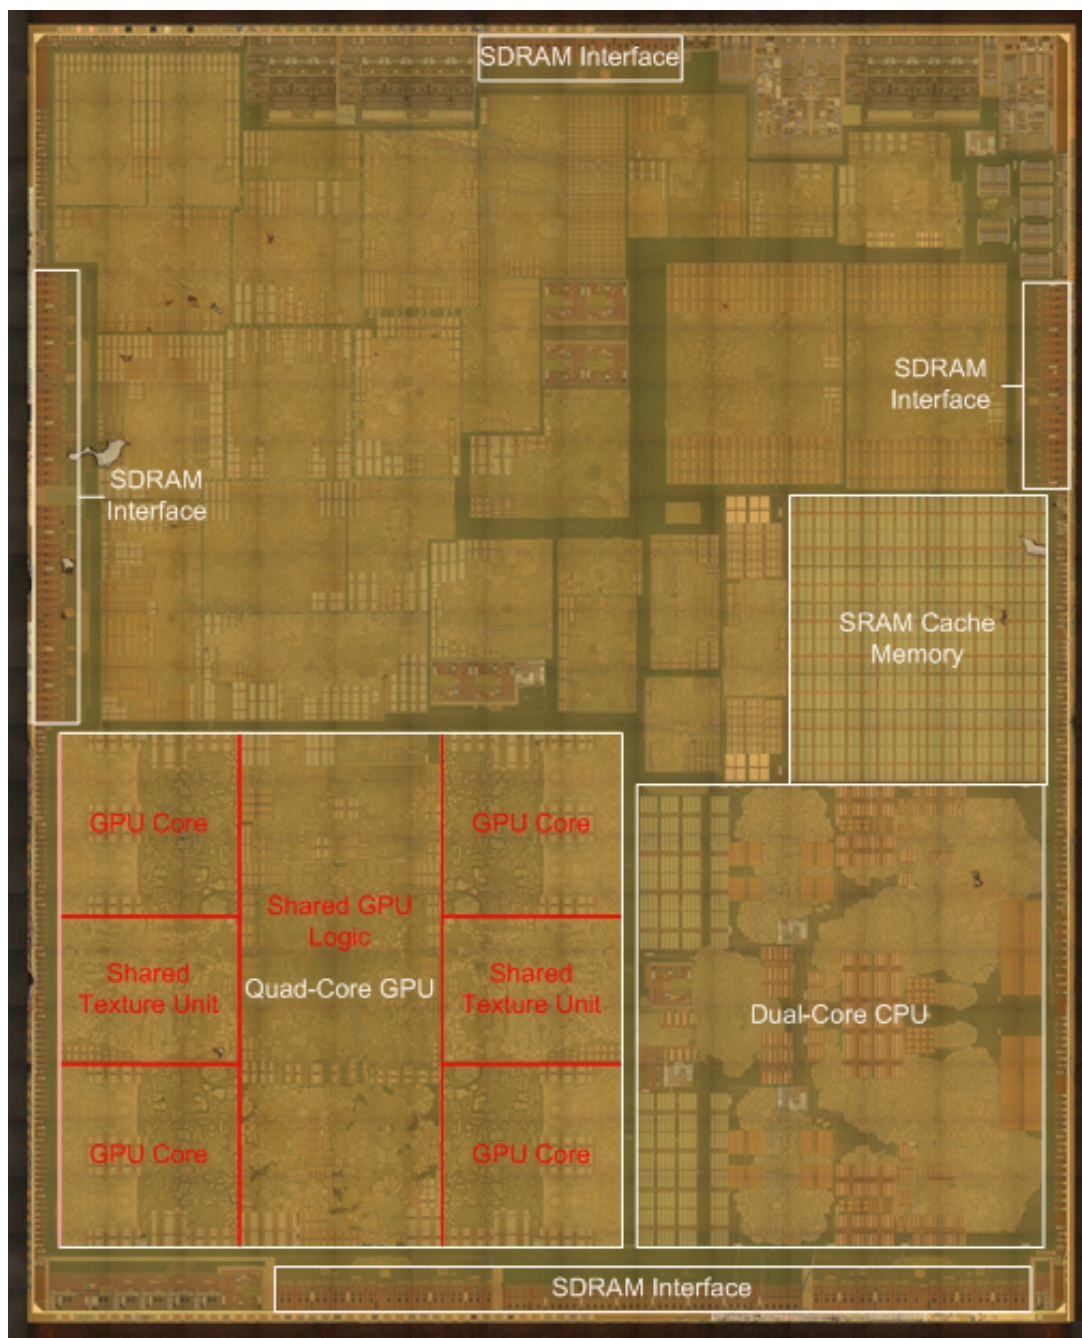 SDRAM Interface
SDRAM
Interface
SDRAM
Interface
SRAM Cache
Memory
GPU Core
GPU Core
Shared GPU
Logic
Shared
Texture Unit
Quad-Core GPU
Shared
Texture Unit
Dual-Core CPU
GPU Core
GPU Core
SDRAM Interface